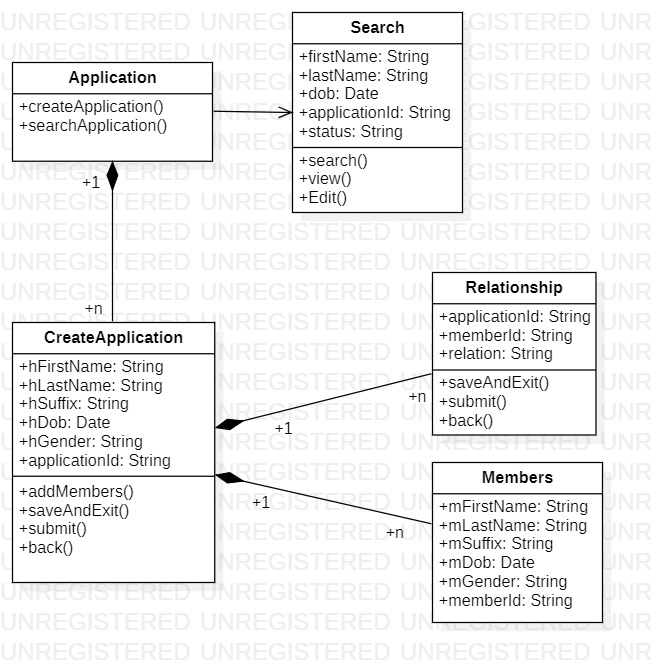 Application
+createApplication()
+searchApplication()
Search
+firstName: String
+lastName: String
+dob: Date
+applicationId: String
+status: String
+search()
+view()
+Edit()
+1
+n
CreateApplication
+hFirstName: String
+hLastName: String
+hSuffix: String
+hDob: Date
+hGender: String
+applicationId: String
+addMembers()
+saveAndExit()
+submit()
+back()
+1
+n
Relationship
+applicationId: String
+memberId: String
+relation: String
+saveAndExit()
+submit()
+back()
+1
+n
Members
+mFirstName: String
+mLastName: String
+mSuffix: String
+mDob: Date
+mGender: String
+memberId: String
UNREGISTERED